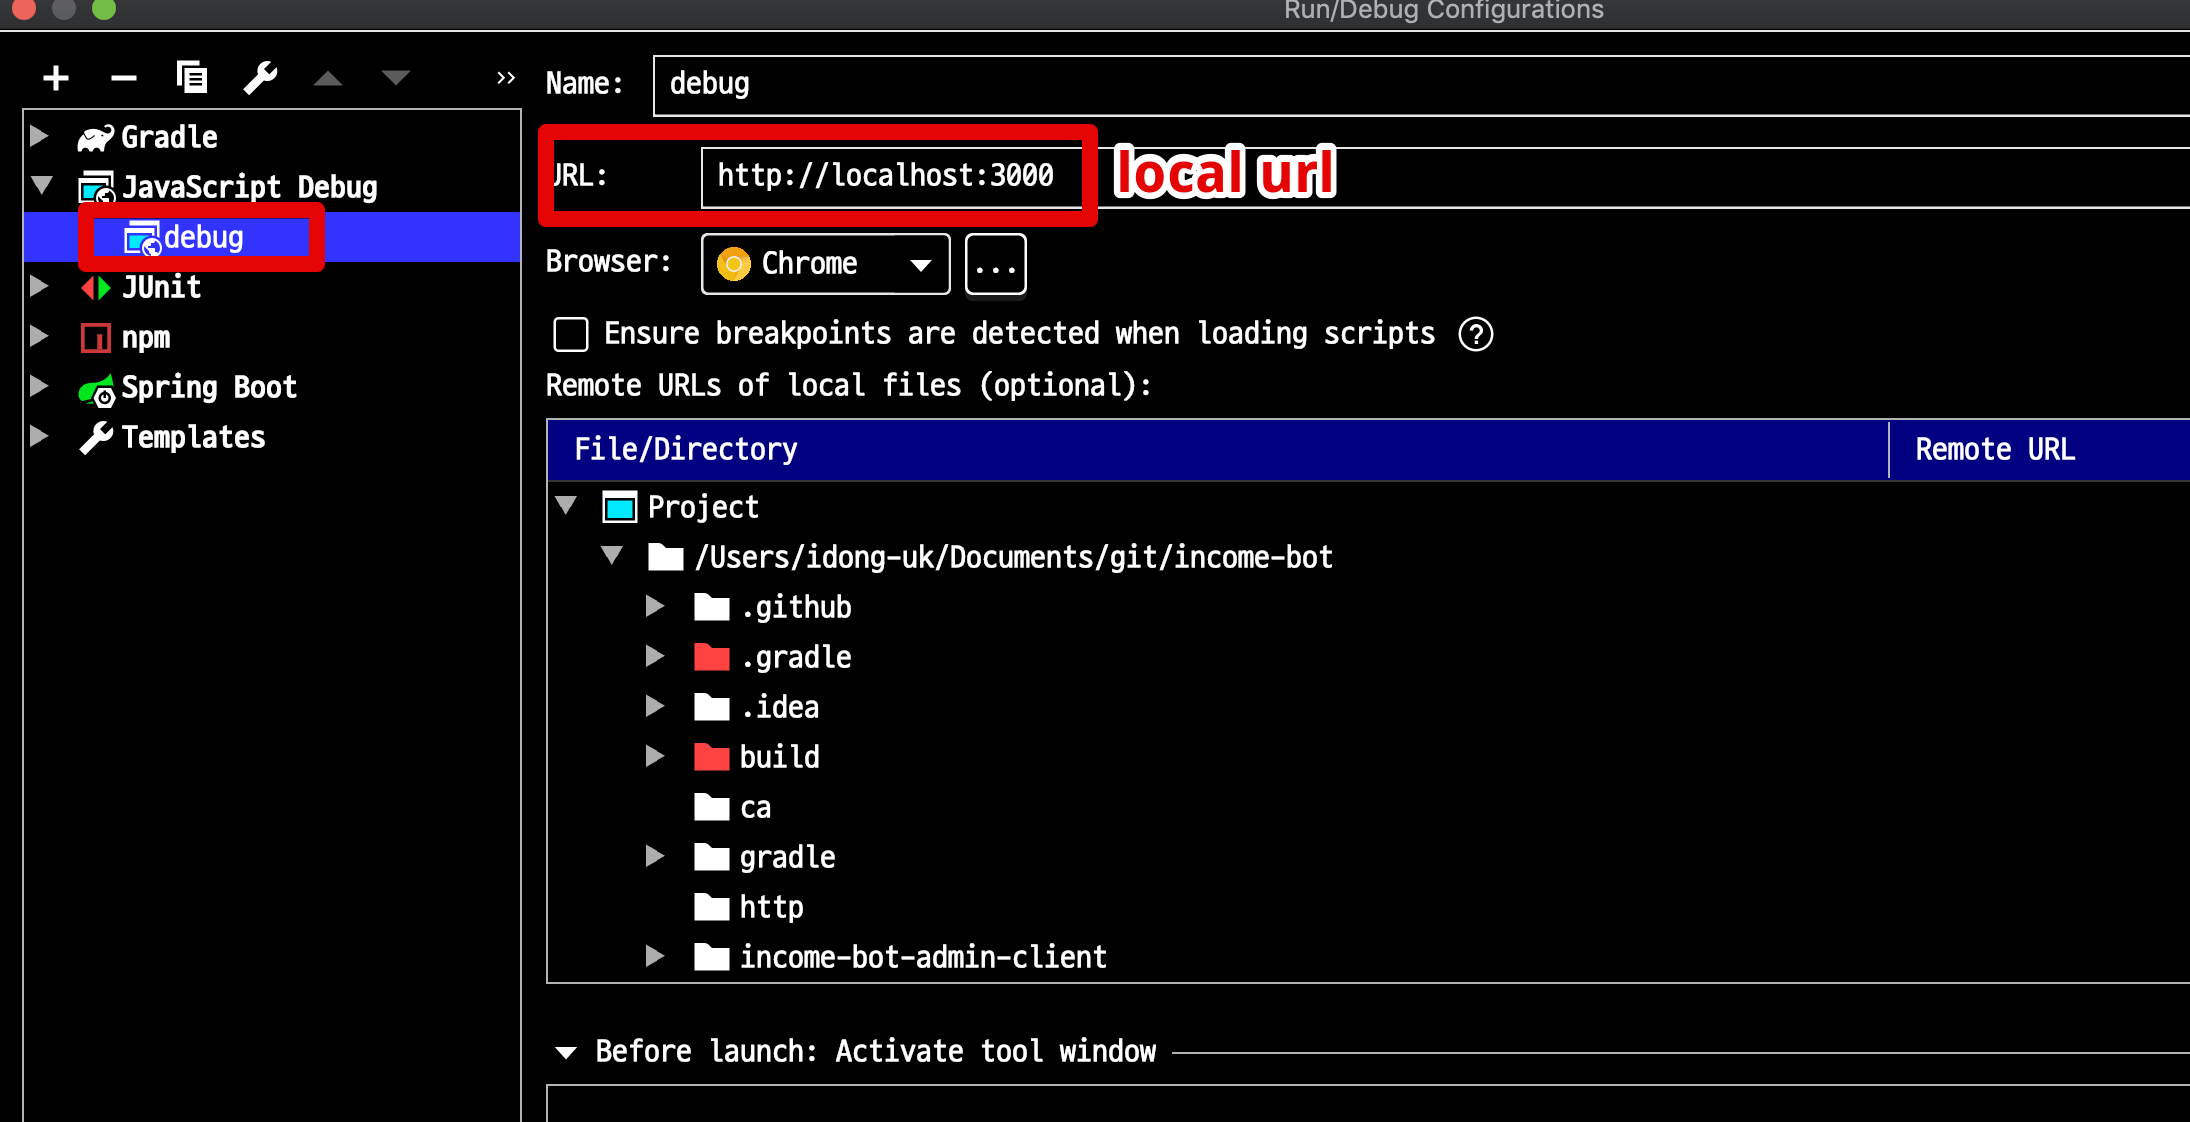 Run/Debug Configurations
Name: debug
URL: http://localhost:3000 local url
Browser: Chrome ...
Ensure breakpoints are detected when loading scripts ?
Remote URLs of local files (optional):
File/Directory Remote URL
Project
/Users/idong-uk/Documents/git/income-bot
.github
.gradle
.idea
build
ca
gradle
http
income-bot-admin-client
Before launch: Activate tool window
Gradle
JavaScript Debug
debug
JUnit
npm
Spring Boot
Templates